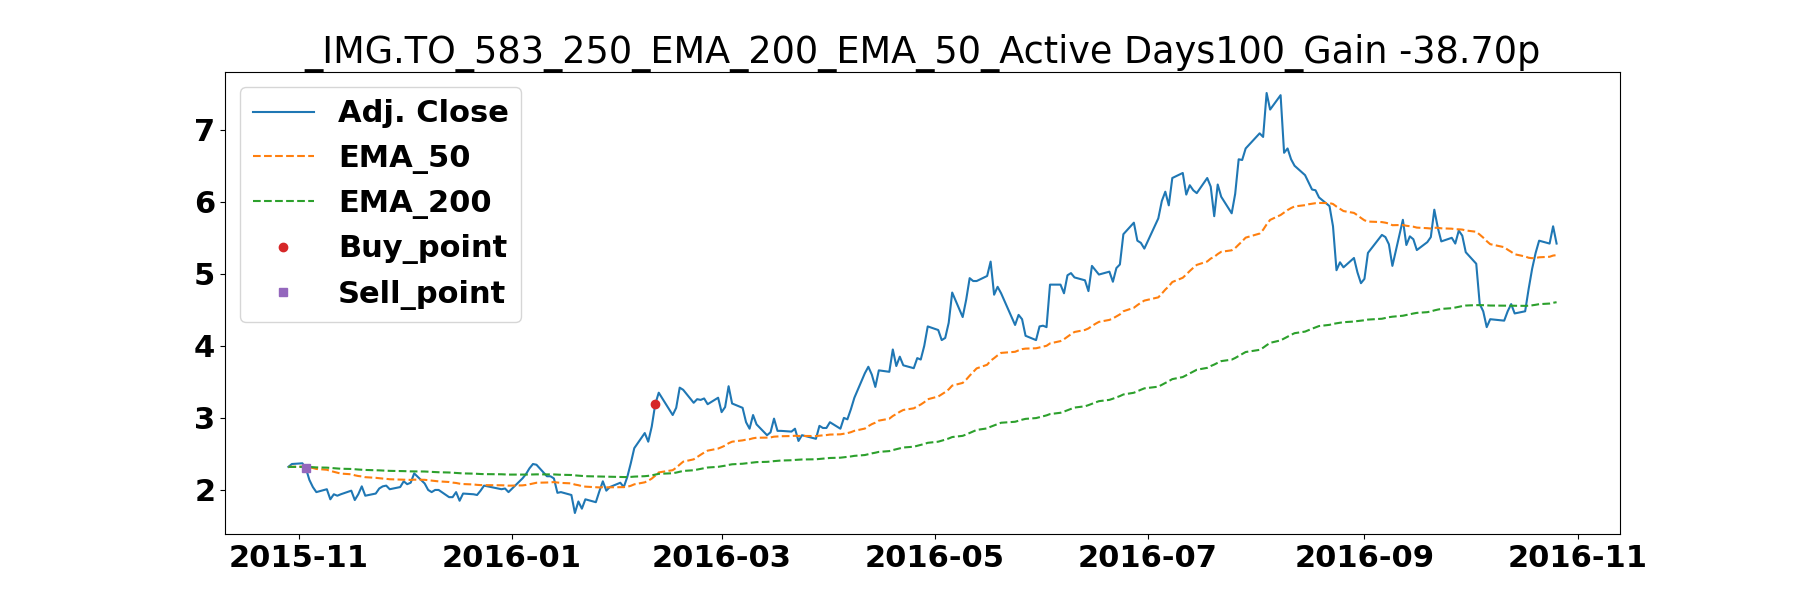 _IMG.TO_583_250_EMA_200_EMA_50_Active Days100_Gain -38.70p
Adj. Close
EMA_50
EMA_200
Buy_point
Sell_point
7
6
5
4
3
2
2015-11 2016-01 2016-03 2016-05 2016-07 2016-09 2016-11